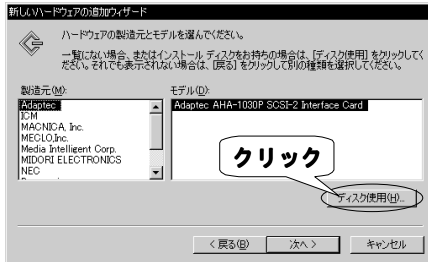 新しいハードウェアの追加ウィザード
ハードウェアの製造元とモデルを選んでください。
一覧にない場合、またはインストール ディスクをお持ちの場合は、[ディスク使用] をクリックしてく
ださい。それでも表示されない場合は、[戻る] をクリックして別の種類を選択してください。
製造元(M):
モデル(D):
Adaptec
ICM
MACNICA, Inc.
MECLO,Inc.
Media Intelligent Corp.
MIDORI ELECTRONICS
NEC
Adaptec AHA-1030P SCSI-2 Interface Card
クリック
ディスク使用(H)...
< 戻る(B)
次へ >
キャンセル